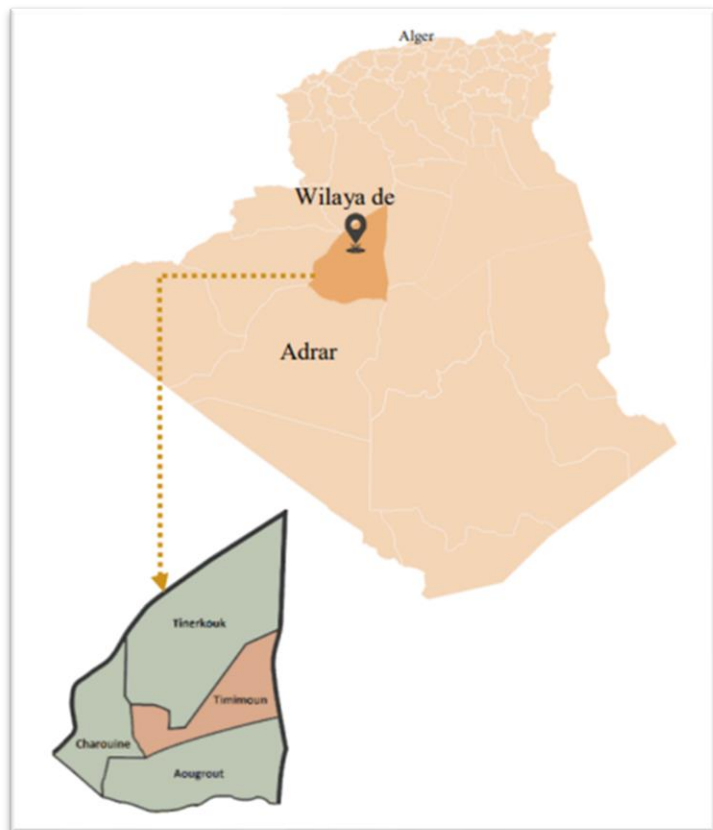 Alger
Wilaya de
Adrar
Tinerkouk
Timimoun
Charouine
Aougrout